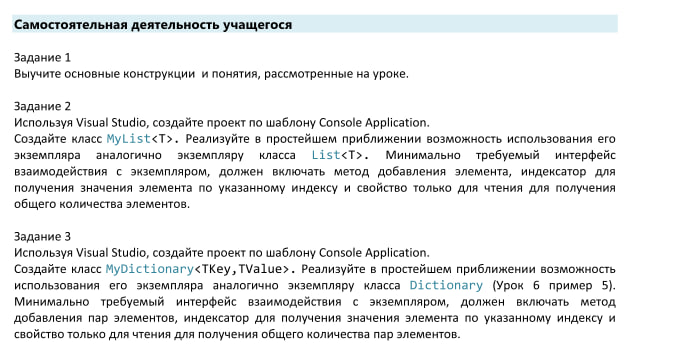 Самостоятельная деятельность учащегося
Задание 1
Выучите основные конструкции и понятия, рассмотренные на уроке.
Задание 2
Используя Visual Studio, создайте проект по шаблону Console Application.
Создайте класс MyList<T>. Реализуйте в простейшем приближении возможность использования его
экземпляра аналогично экземпляру класса List<T>. Минимально требуемый интерфейс
взаимодействия с экземпляром, должен включать метод добавления элемента, индексатор для
получения значения элемента по указанному индексу и свойство только для чтения для получения
общего количества элементов.
Задание 3
Используя Visual Studio, создайте проект по шаблону Console Application.
Создайте класс MyDictionary<TKey,TValue>. Реализуйте в простейшем приближении возможность
использования его экземпляра аналогично экземпляру класса Dictionary (Урок 6 пример 5).
Минимально требуемый интерфейс взаимодействия с экземпляром, должен включать метод
добавления пар элементов, индексатор для получения значения элемента по указанному индексу и
свойство только для чтения для получения общего количества пар элементов.